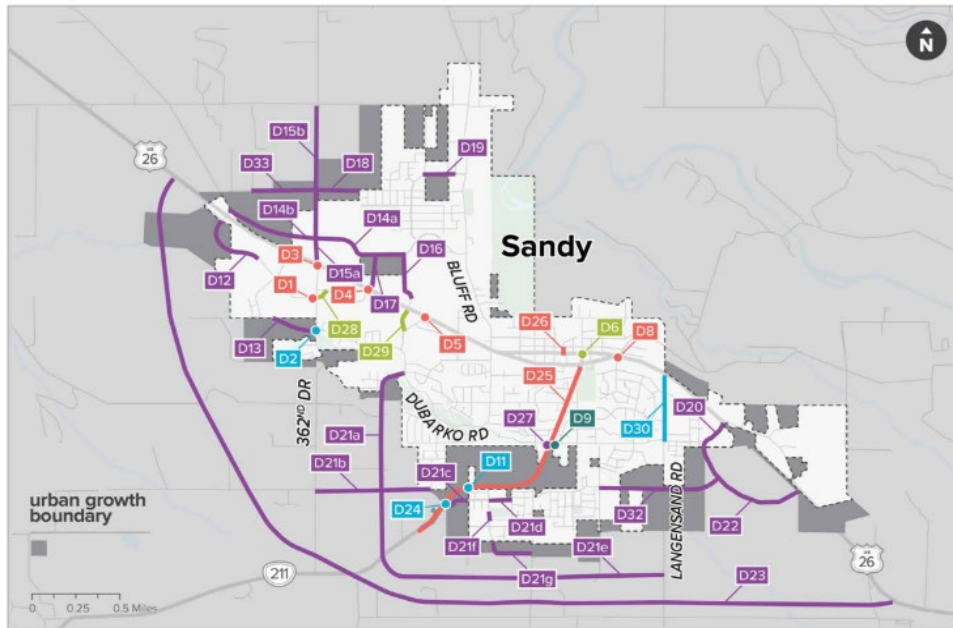 N
US
26
D15b
D33
D18
D19
D14b
D14a
Sandy
D16
D3
D12
D15a
BLUFF RD
D1
D4
D17
D26
D6
D8
D28
D13
D29
D5
D2
D25
362ND DR
DUBARKO RD
D27
D9
D20
D30
D21a
D21b
D21c
D11
urban growth
boundary
D24
D21d
D32
D22
D21f
D21e
LANGENSAND RD
US
26
211
D21g
D23
0 0.25 0.5 Miles